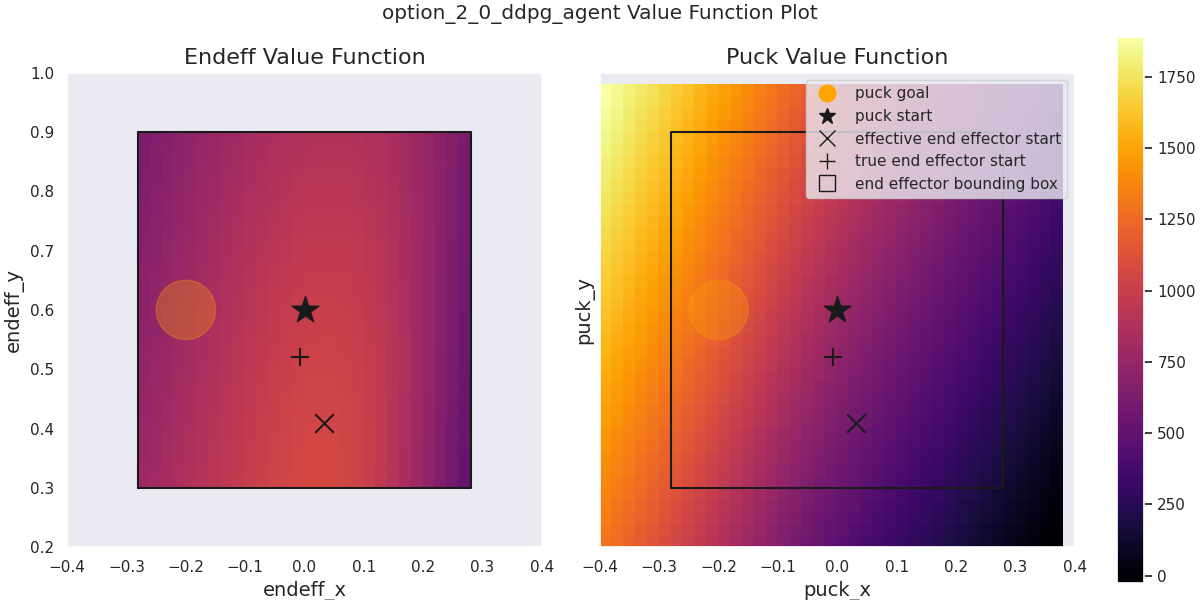 option_2_0_ddpg_agent Value Function Plot
Endeff Value Function
1.0
0.9
0.8
0.7
0.6
0.5
0.4
0.3
0.2
endeff_y
−0.4 −0.3 −0.2 −0.1 0.0 0.1 0.2 0.3 0.4
endeff_x
Puck Value Function
puck goal
puck start
effective end effector start
true end effector start
end effector bounding box
puck_y
−0.4 −0.3 −0.2 −0.1 0.0 0.1 0.2 0.3 0.4
puck_x
1750
1500
1250
1000
750
500
250
0